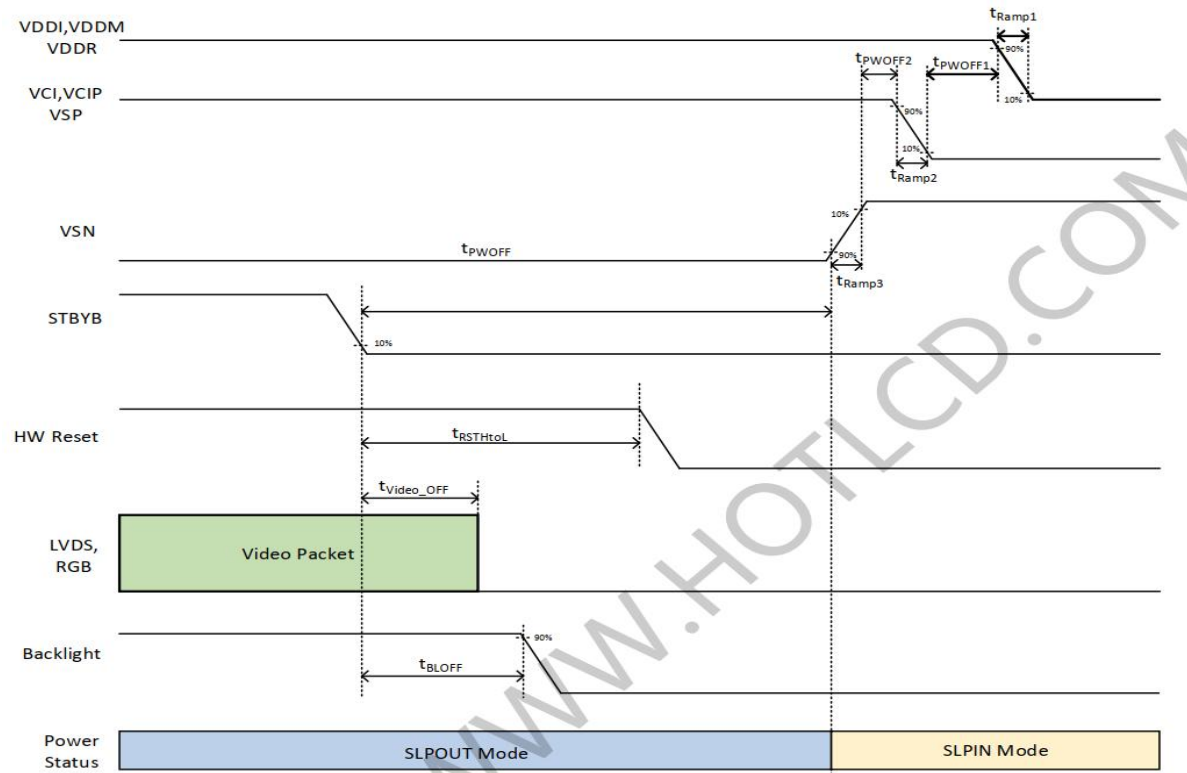 VDDI,VDDM
VDDR
tRamp1
90%
10%
tPWOFF2
tPWOFF1
VCI,VCIP
VSP
90%
10%
tRamp2
VSN
tPWOFF
10%
90%
tRamp3
STBYB
10%
HW Reset
tRSTHtoL
tVideo_OFF
LVDS,
RGB
Video Packet
Backlight
90%
tBLOFF
Power
Status
SLPOUT Mode
SLPIN Mode
WWW.HOTLCD.COM